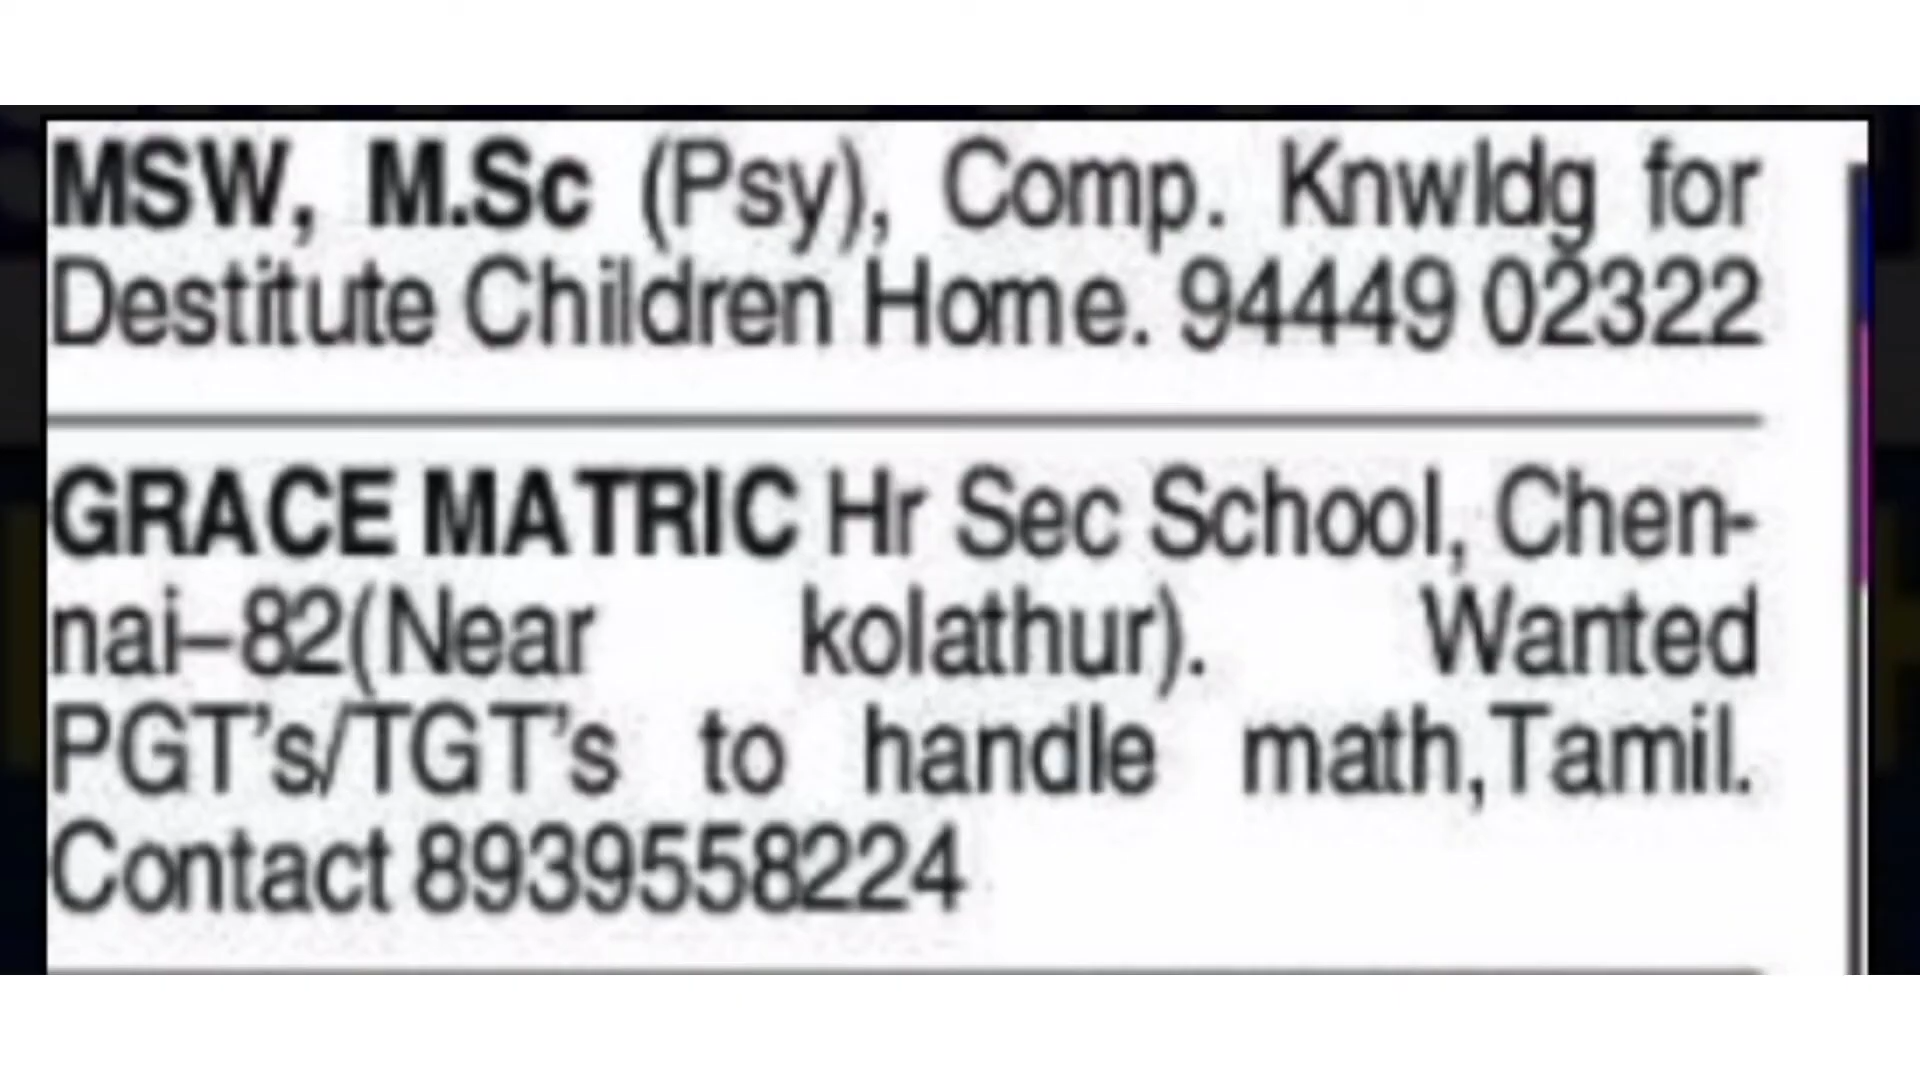 MSW, M.Sc (Psy), Comp. Knwldg for
Destitute Children Home. 94449 02322
GRACE MATRIC Hr Sec School, Chen-
nai–82(Near kolathur). Wanted
PGT's/TGT's to handle math,Tamil.
Contact 8939558224